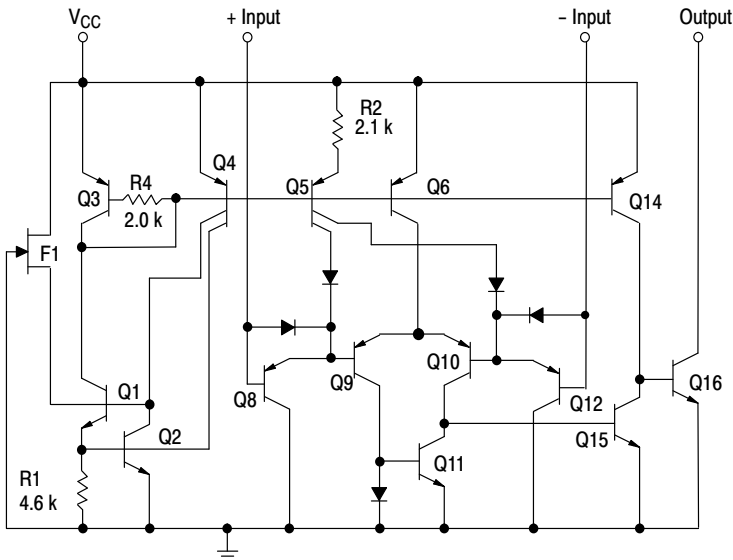 VCC
+ Input
– Input
Output
R2
2.1 k
Q4
R4
Q3
Q5
Q6
Q14
2.0 k
F1
Q1
Q10
Q16
Q8
Q9
Q12
Q2
Q15
Q11
R1
4.6 k